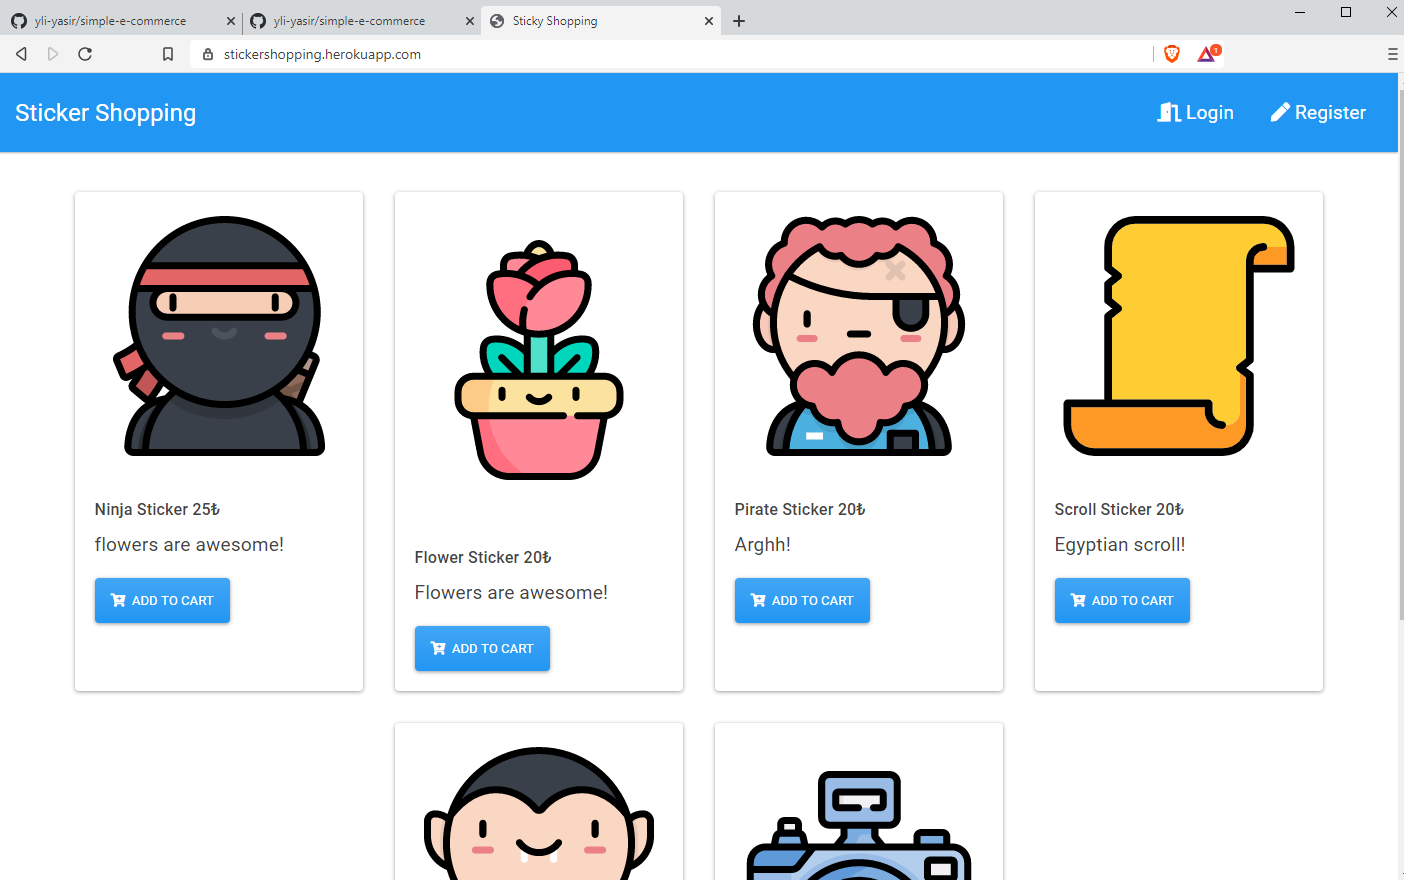 yli-yasir/simple-e-commerce
yli-yasir/simple-e-commerce
Sticky Shopping
stickershopping.herokuapp.com
1
Sticker Shopping
Login
Register
Ninja Sticker 25₺
flowers are awesome!
ADD TO CART
Flower Sticker 20₺
Flowers are awesome!
ADD TO CART
Pirate Sticker 20₺
Arghh!
ADD TO CART
Scroll Sticker 20₺
Egyptian scroll!
ADD TO CART